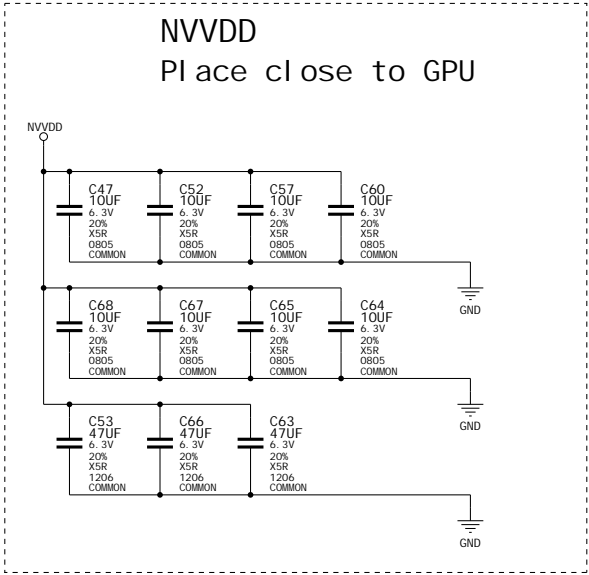 NVVDD
Place close to GPU
NVVDD
C47
10UF
6.3V
20%
X5R
0805
COMMON
C52
10UF
6.3V
20%
X5R
0805
COMMON
C57
10UF
6.3V
20%
X5R
0805
COMMON
C60
10UF
6.3V
20%
X5R
0805
COMMON
GND
C68
10UF
6.3V
20%
X5R
0805
COMMON
C67
10UF
6.3V
20%
X5R
0805
COMMON
C65
10UF
6.3V
20%
X5R
0805
COMMON
C64
10UF
6.3V
20%
X5R
0805
COMMON
GND
C53
47UF
6.3V
20%
X5R
1206
COMMON
C66
47UF
6.3V
20%
X5R
1206
COMMON
C63
47UF
6.3V
20%
X5R
1206
COMMON
GND